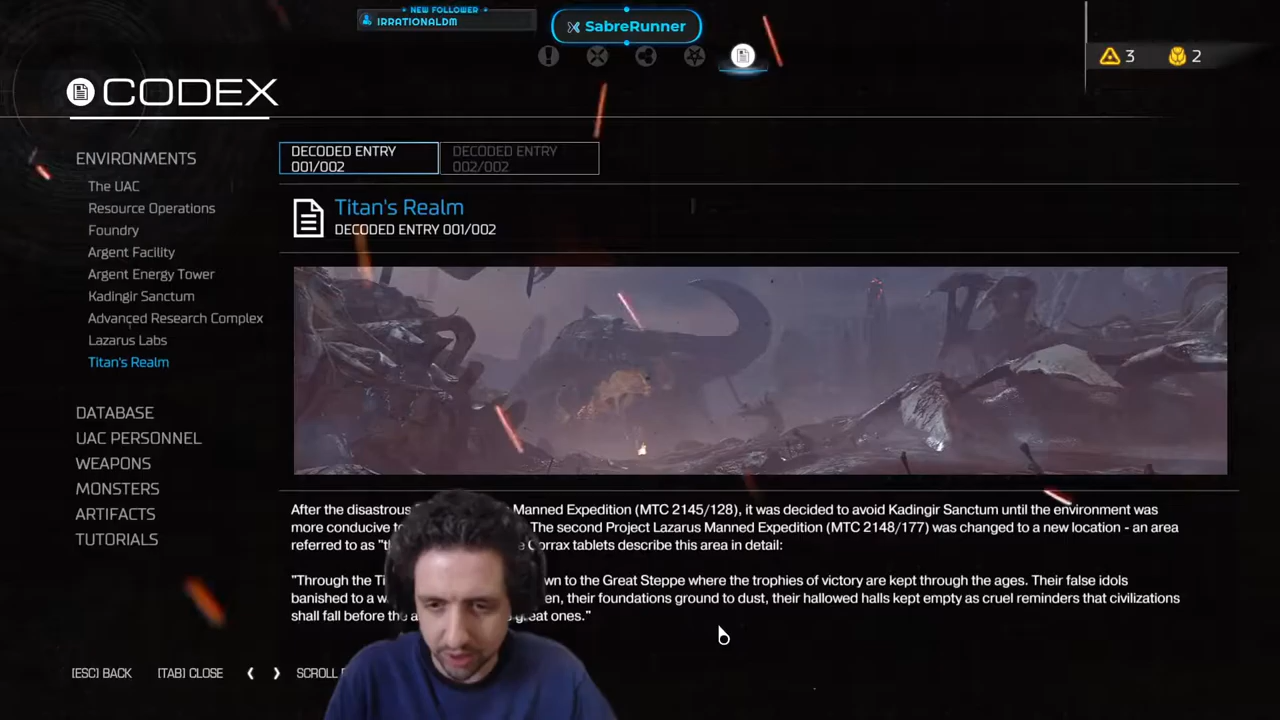 NEW FOLLOWER
IRRATIONALDM
SabreRunner
3
2
CODEX
ENVIRONMENTS
The UAC
Resource Operations
Foundry
Argent Facility
Argent Energy Tower
Kadingir Sanctum
Advanced Research Complex
Lazarus Labs
Titan's Realm
DATABASE
UAC PERSONNEL
WEAPONS
MONSTERS
ARTIFACTS
TUTORIALS
DECODED ENTRY
001/002
DECODED ENTRY
002/002
Titan's Realm
DECODED ENTRY 001/002
After the disastrous Manned Expedition (MTC 2145/128), it was decided to avoid Kadingir Sanctum until the environment was
more conducive The second Project Lazarus Manned Expedition (MTC 2148/177) was changed to a new location - an area
referred to as Corrax tablets describe this area in detail:
"Through the to the Great Steppe where the trophies of victory are kept through the ages. Their false idols
banished to a their foundations ground to dust, their hallowed halls kept empty as cruel reminders that civilizations
shall fall before the great ones."
[ESC] BACK
[TAB] CLOSE
SCROLL